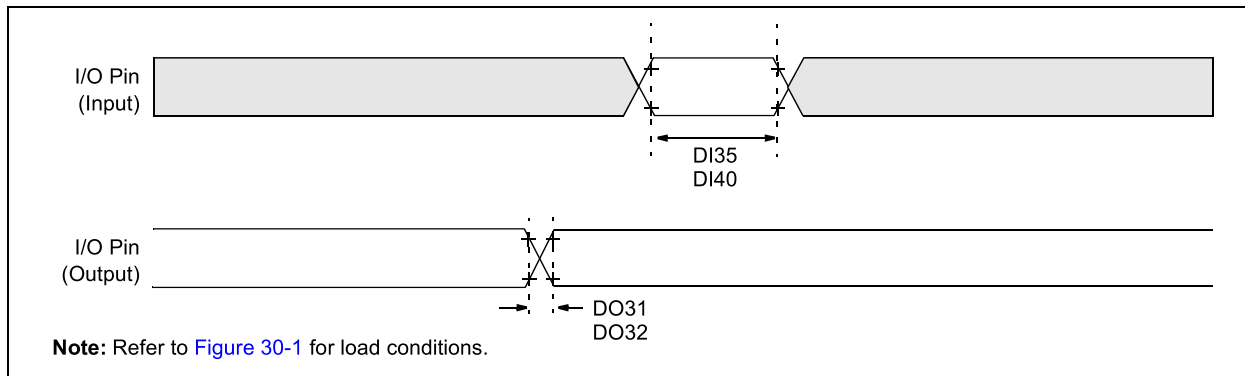 I/O Pin
(Input)
DI35
DI40
I/O Pin
(Output)
DO31
DO32
Note: Refer to Figure 30-1 for load conditions.